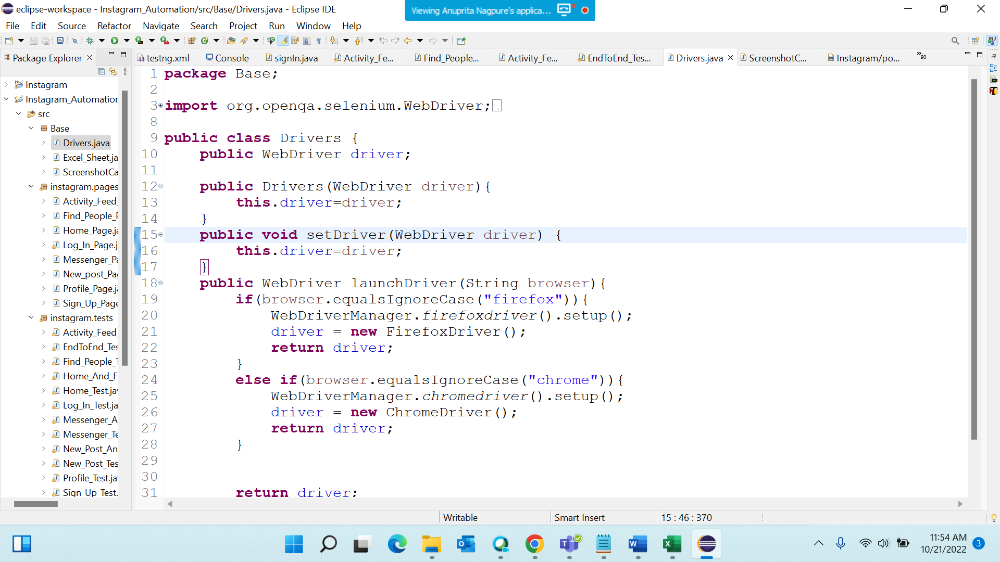 eclipse-workspace - Instagram_Automation/src/Base/Drivers.java - Eclipse IDE
Viewing Anuprita Nagpure's applica...
File Edit Source Refactor Navigate Search Project Run Window Help
Package Explorer
testng.xml Console signIn.java Activity_Fe... Find_People... Activity_Fe... EndToEnd_Tes... Drivers.java ScreenshotC... Instagram/po... »90
Instagram
Instagram_Automation
src
Base
Drivers.java
Excel_Sheet.ja
ScreenshotCa
instagram.pages
Activity_Feed_
Find_People_P
Home_Page.ja
Log_In_Page.j
Messenger_Pa
New_post_Pag
Profile_Page.ja
Sign_Up_Page
instagram.tests
Activity_Feed_
EndToEnd_Tes
Find_People_T
Home_And_F
Home_Test.jav
Log_In_Test.ja
Messenger_A
Messenger_Te
New_Post_An
New_Post_Tes
Profile_Test.ja
Sign_Up_Test.
1 package Base;
2
3 import org.openqa.selenium.WebDriver;
8
9 public class Drivers {
10 public WebDriver driver;
11
12 public Drivers(WebDriver driver){
13 this.driver=driver;
14 }
15 public void setDriver(WebDriver driver) {
16 this.driver=driver;
17 }
18 public WebDriver launchDriver(String browser){
19 if(browser.equalsIgnoreCase("firefox")){
20 WebDriverManager.firefoxdriver().setup();
21 driver = new FirefoxDriver();
22 return driver;
23 }
24 else if(browser.equalsIgnoreCase("chrome")){
25 WebDriverManager.chromedriver().setup();
26 driver = new ChromeDriver();
27 return driver;
28 }
29
30
31 return driver;
Writable Smart Insert 15 : 46 : 370
11:54 AM
10/21/2022 3